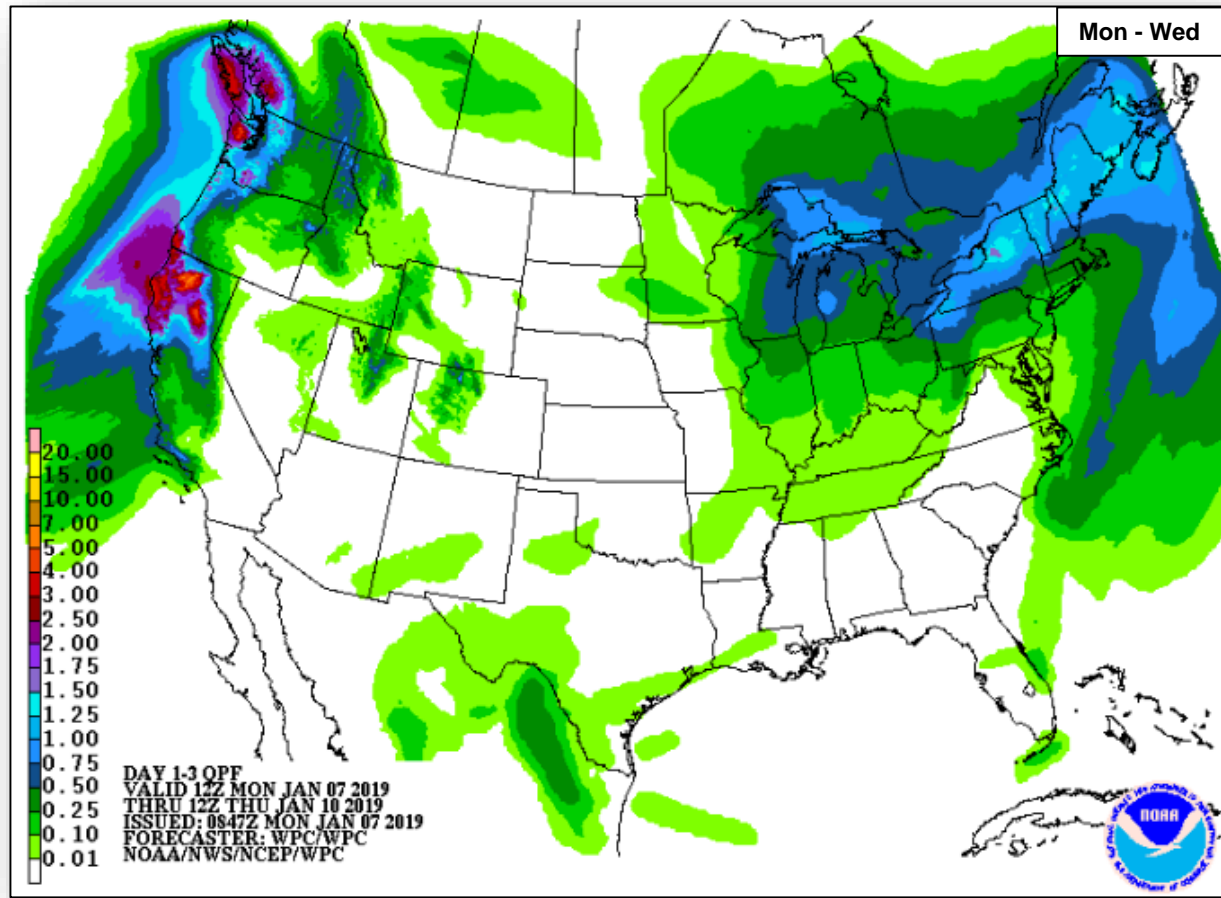 Mon - Wed
20.00
15.00
10.00
7.00
5.00
4.00
3.00
2.50
2.00
1.75
1.50
1.25
1.00
0.75
0.50
0.25
0.10
0.01
DAY 1-3 QPF
VALID 12Z MON JAN 07 2019
THRU 12Z THU JAN 10 2019
ISSUED: 0847Z MON JAN 07 2019
FORECASTER: WPC/WPC
NOAA/NWS/NCEP/WPC
NOAA